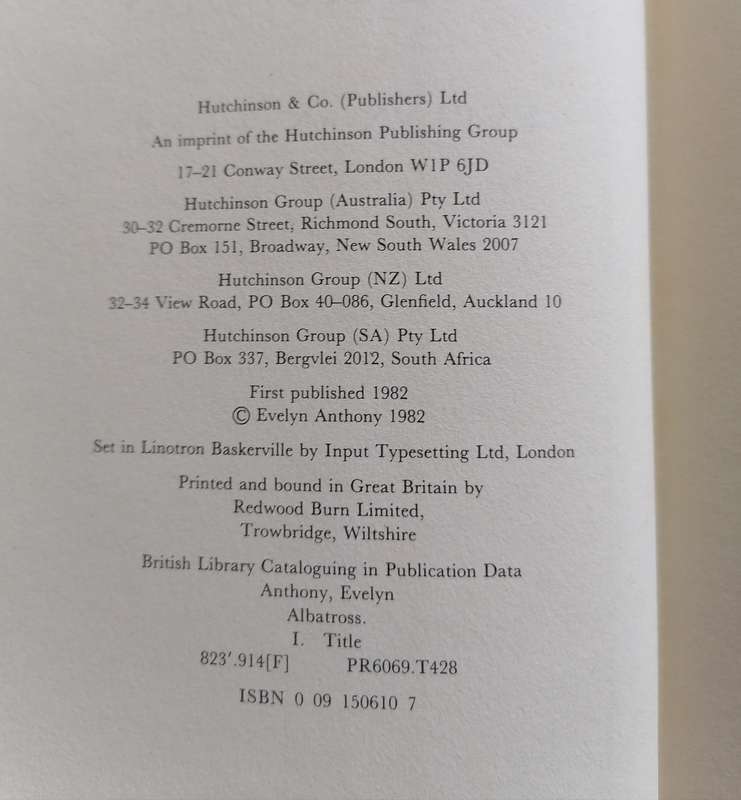 Hutchinson & Co. (Publishers) Ltd
An imprint of the Hutchinson Publishing Group
17–21 Conway Street, London W1P 6JD
Hutchinson Group (Australia) Pty Ltd
30–32 Cremorne Street, Richmond South, Victoria 3121
PO Box 151, Broadway, New South Wales 2007
Hutchinson Group (NZ) Ltd
32–34 View Road, PO Box 40–086, Glenfield, Auckland 10
Hutchinson Group (SA) Pty Ltd
PO Box 337, Bergvlei 2012, South Africa
First published 1982
© Evelyn Anthony 1982
Set in Linotron Baskerville by Input Typesetting Ltd, London
Printed and bound in Great Britain by
Redwood Burn Limited,
Trowbridge, Wiltshire
British Library Cataloguing in Publication Data
Anthony, Evelyn
Albatross.
I. Title
823′.914[F] PR6069.T428
ISBN 0 09 150610 7